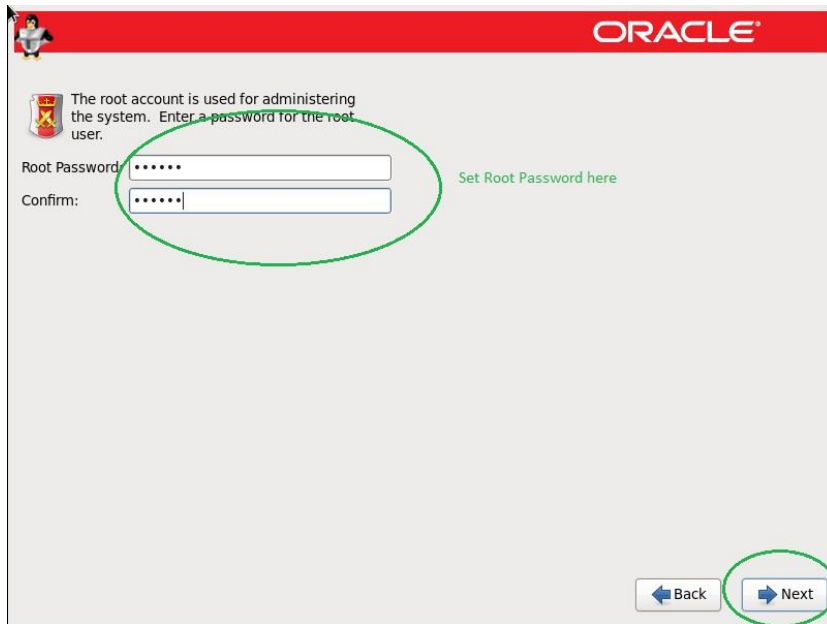 ORACLE®
The root account is used for administering
the system.  Enter a password for the root
user.
Root Password: ••••••
Set Root Password here
Confirm: ••••••
Back
Next